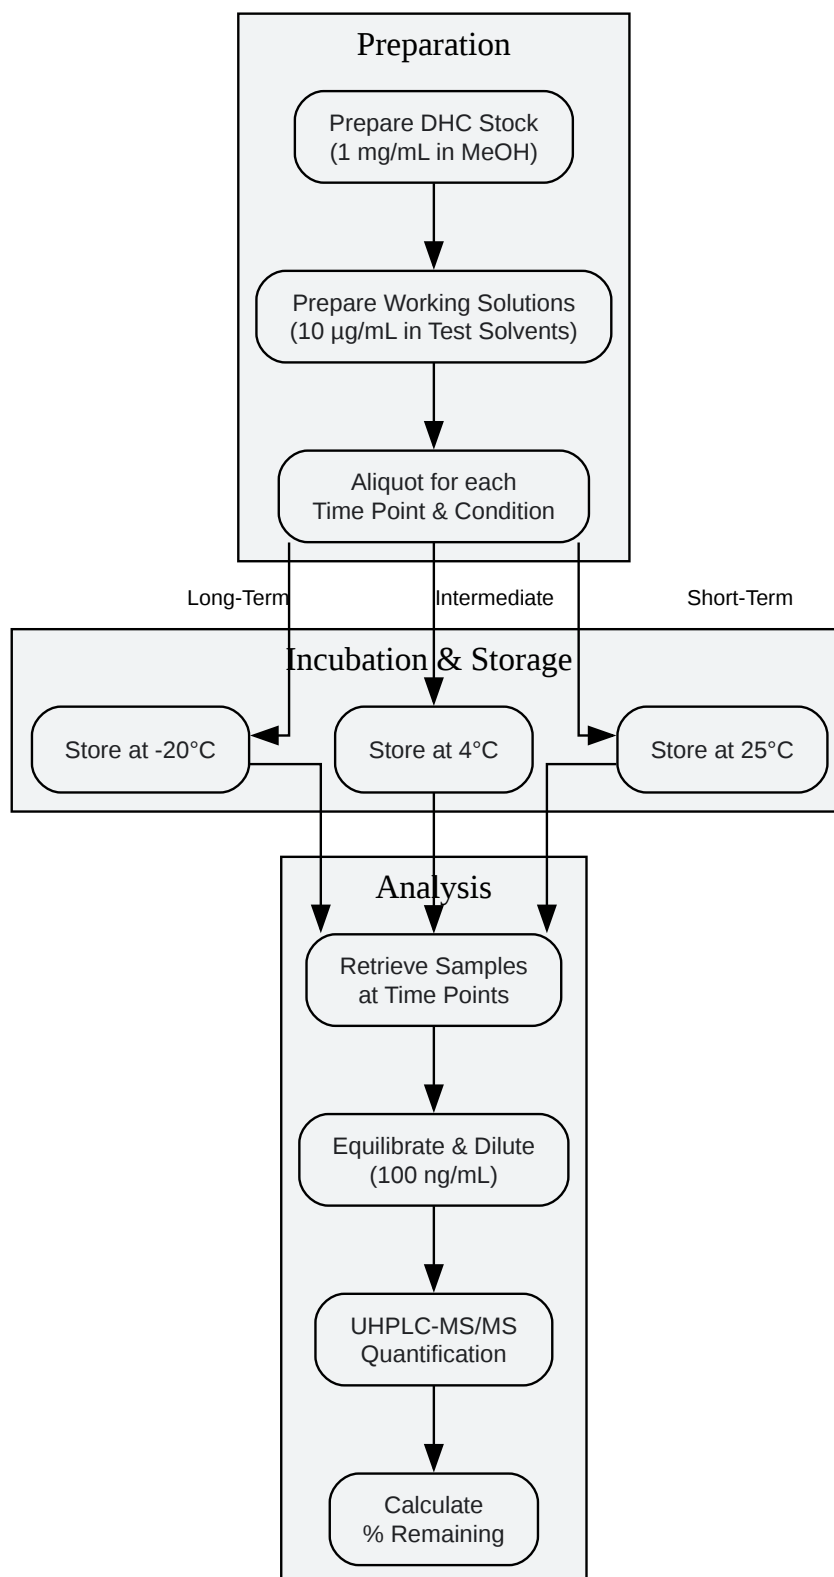 Preparation
Prepare DHC Stock
(1 mg/mL in MeOH)
Prepare Working Solutions
(10 µg/mL in Test Solvents)
Aliquot for each
Time Point & Condition
Long-Term
Intermediate
Short-Term
Incubation & Storage
Store at -20°C
Store at 4°C
Store at 25°C
Analysis
Retrieve Samples
at Time Points
Equilibrate & Dilute
(100 ng/mL)
UHPLC-MS/MS
Quantification
Calculate
% Remaining